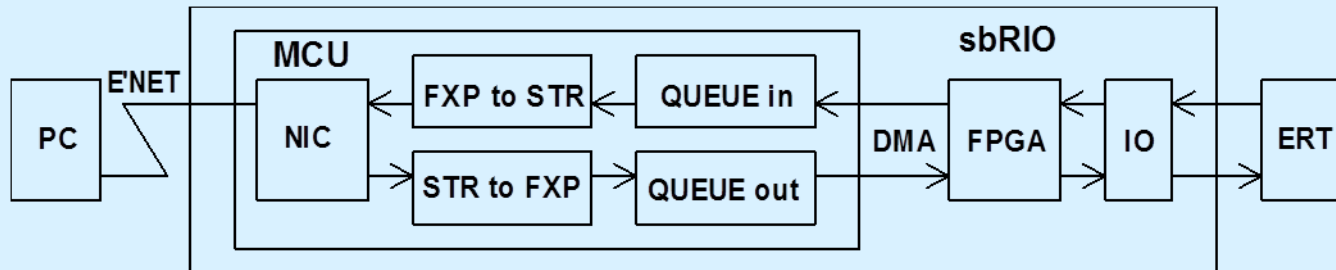 sbRIO
MCU
E'NET
FXP to STR
QUEUE in
PC
NIC
DMA
FPGA
IO
ERT
STR to FXP
QUEUE out